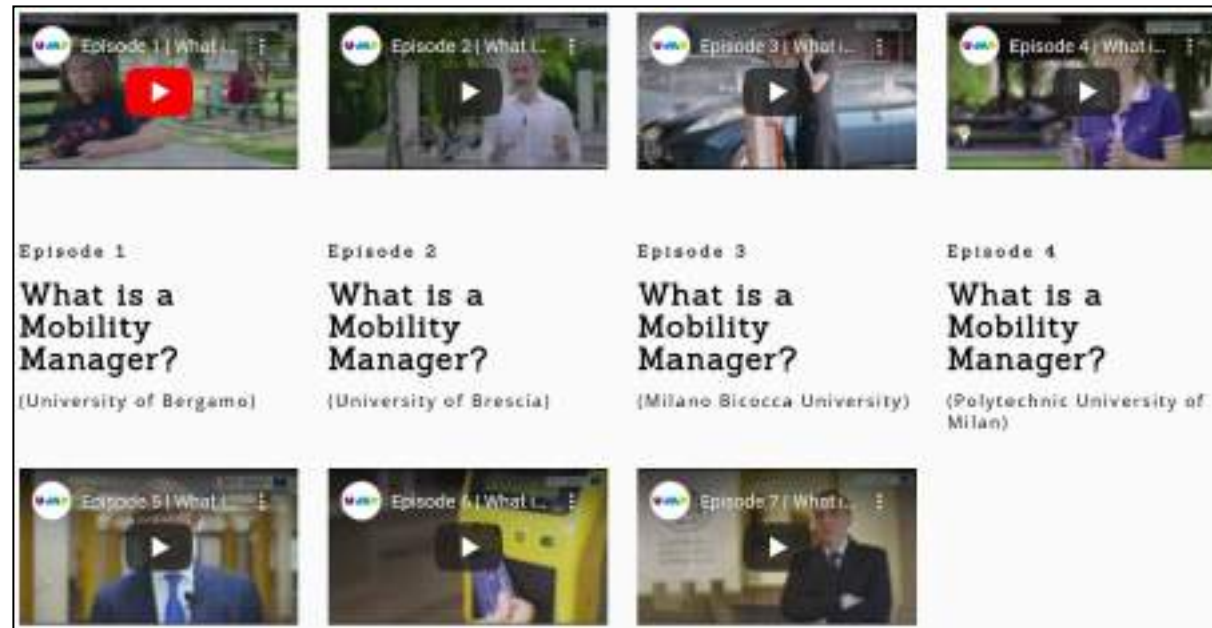 Episode 1 | What i...
Episode 2 | What i...
Episode 3 | What i...
Episode 4 | What i...
Episode 1
What is a
Mobility
Manager?
(University of Bergamo)
Episode 2
What is a
Mobility
Manager?
(University of Brescia)
Episode 3
What is a
Mobility
Manager?
(Milano Bicocca University)
Episode 4
What is a
Mobility
Manager?
(Polytechnic University of
Milan)
Episode 5 | What i...
Episode 6 | What i...
Episode 7 | What i...